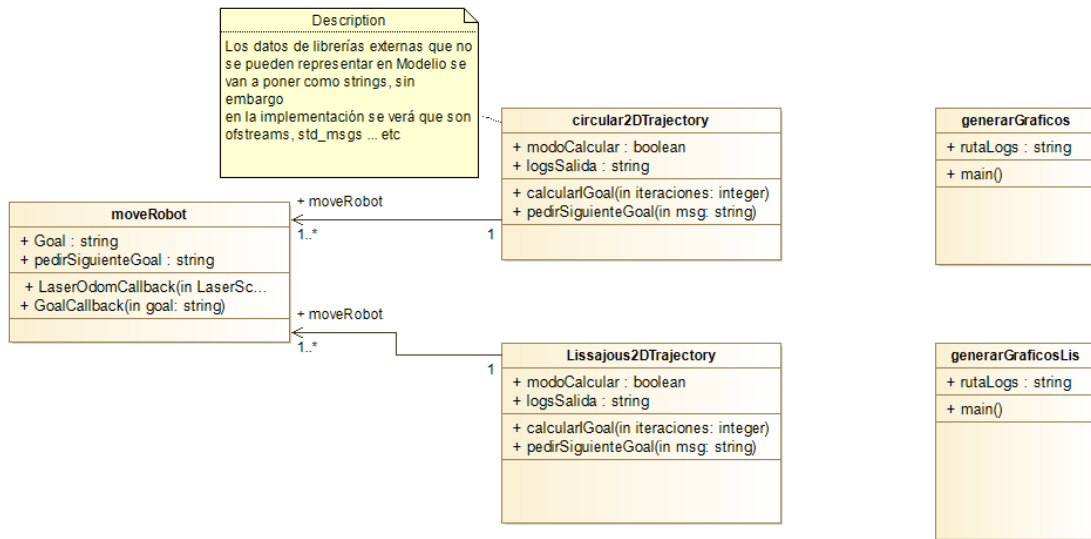 Description
Los datos de librerías externas que no
se pueden representar en Modelio se
van a poner como strings, sin
embargo
en la implementación se verá que son
ofstreams, std_msgs ... etc
circular2DTrajectory
+ modoCalcular : boolean
+ logsSalida : string
+ calcularIGoal(in iteraciones: integer)
+ pedirSiguienteGoal(in msg: string)
generarGraficos
+ rutaLogs : string
+ main()
+ moveRobot
1..*
1
moveRobot
+ Goal : string
+ pedirSiguienteGoal : string
+ LaserOdomCallback(in LaserSc...
+ GoalCallback(in goal: string)
+ moveRobot
1..*
1
Lissajous2DTrajectory
+ modoCalcular : boolean
+ logsSalida : string
+ calcularIGoal(in iteraciones: integer)
+ pedirSiguienteGoal(in msg: string)
generarGraficosLis
+ rutaLogs : string
+ main()